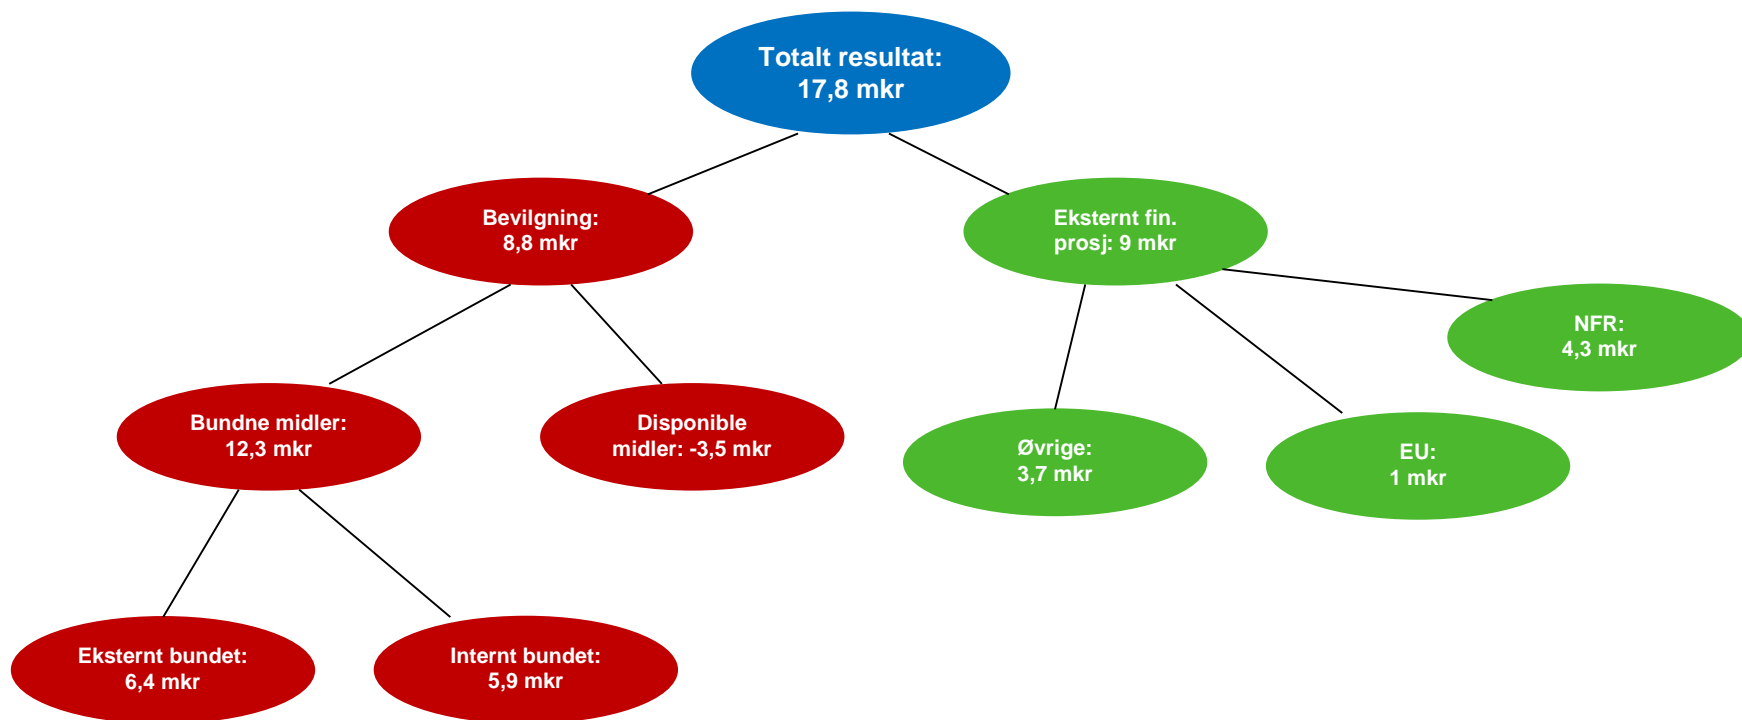 Totalt resultat:
17,8 mkr
Bevilgning:
8,8 mkr
Eksternt fin.
prosj: 9 mkr
NFR:
4,3 mkr
Bundne midler:
12,3 mkr
Disponible
midler: -3,5 mkr
Øvrige:
3,7 mkr
EU:
1 mkr
Eksternt bundet:
6,4 mkr
Internt bundet:
5,9 mkr